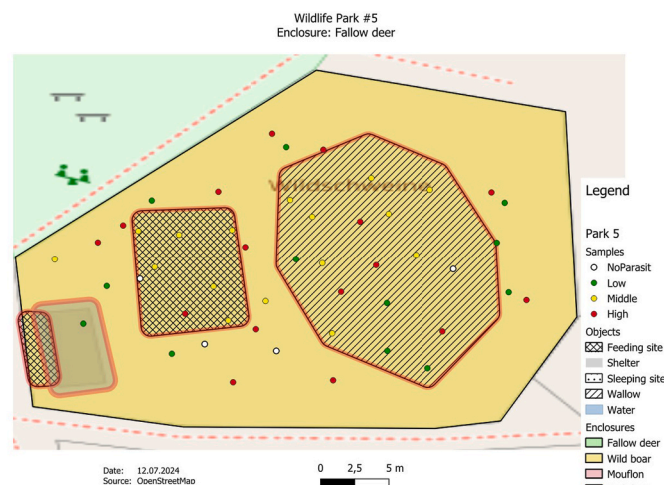 Wildlife Park #5
Enclosure: Fallow deer
Wildschweine
Legend
Park 5
Samples
NoParasit
Low
Middle
High
Objects
Feeding site
Shelter
Sleeping site
Wallow
Water
Enclosures
Fallow deer
Wild boar
Mouflon
Date: 12.07.2024
Source: OpenStreetMap
0 2,5 5 m